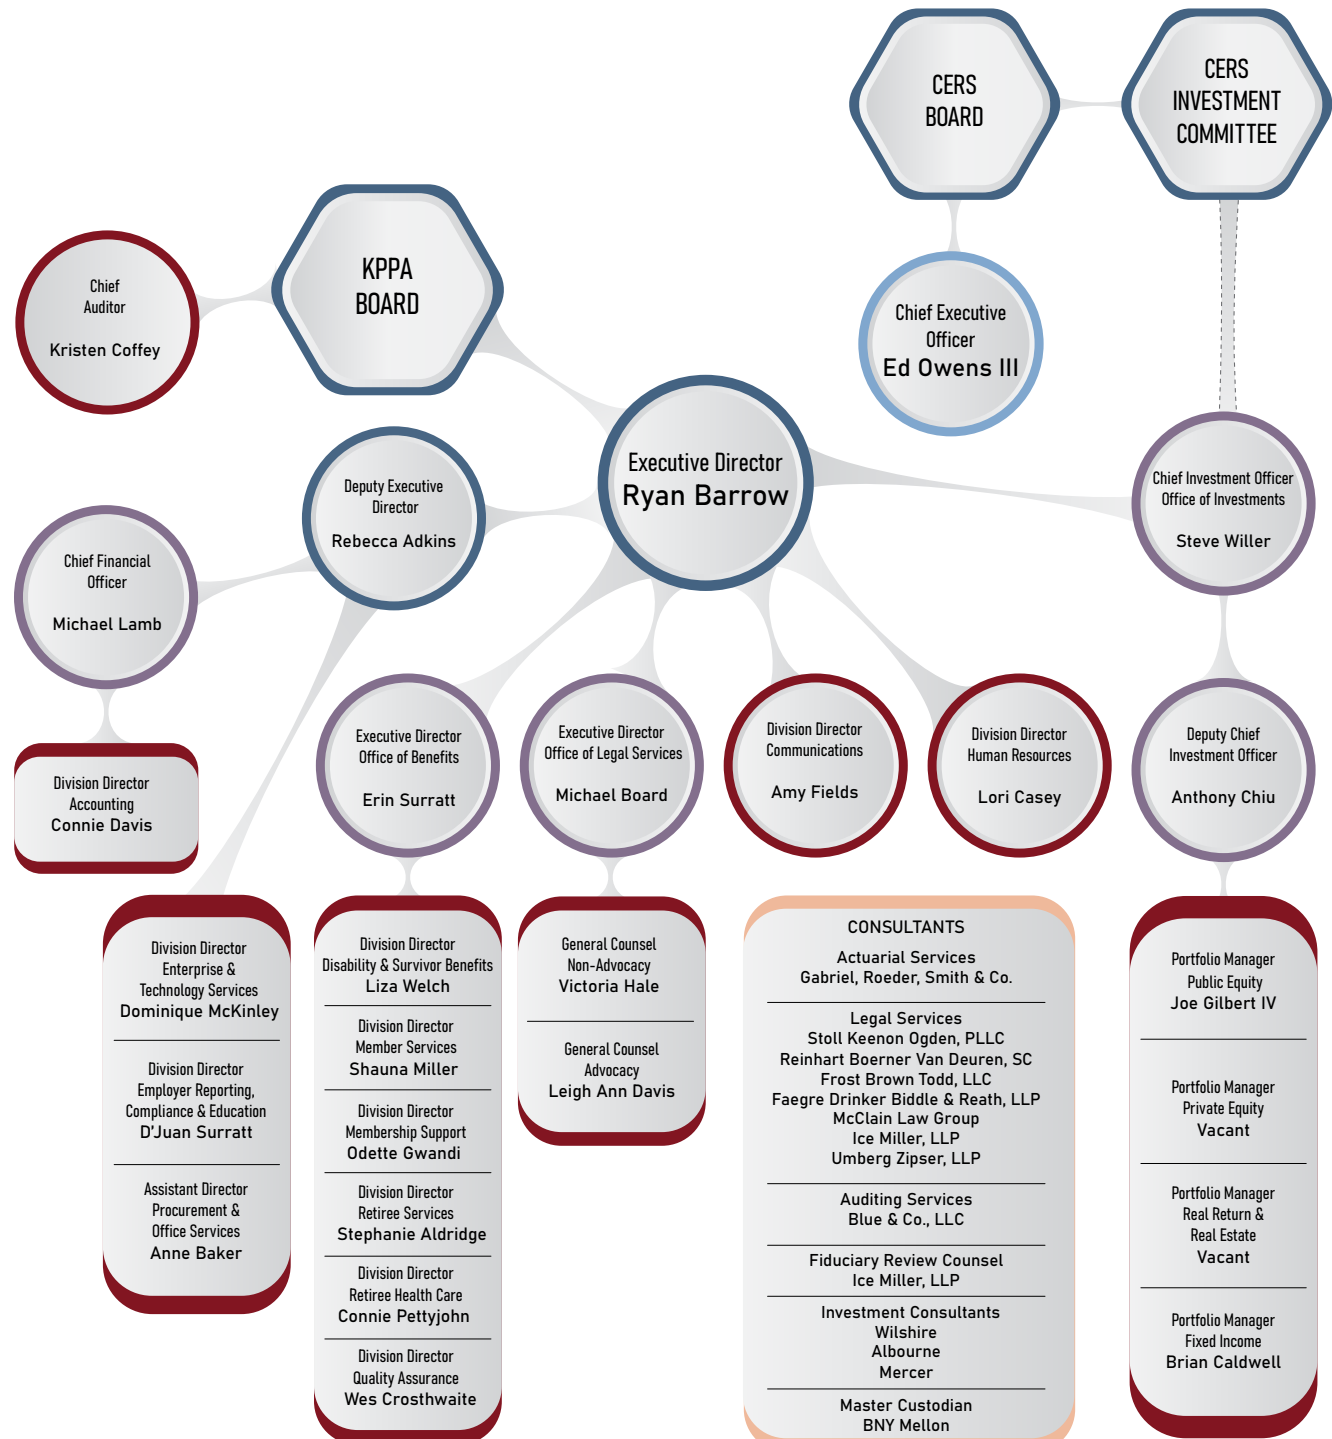 CERS
BOARD
CERS
INVESTMENT
COMMITTEE
KPPA
BOARD
Chief
Auditor
Kristen Coffey
Chief Executive
Officer
Ed Owens III
Executive Director
Ryan Barrow
Deputy Executive
Director
Rebecca Adkins
Chief Investment Officer
Office of Investments
Steve Willer
Chief Financial
Officer
Michael Lamb
Executive Director
Office of Benefits
Erin Surratt
Executive Director
Office of Legal Services
Michael Board
Division Director
Communications
Amy Fields
Division Director
Human Resources
Lori Casey
Deputy Chief
Investment Officer
Anthony Chiu
Division Director
Accounting
Connie Davis
Division Director
Enterprise &
Technology Services
Dominique McKinley
Division Director
Employer Reporting,
Compliance & Education
D'Juan Surratt
Assistant Director
Procurement &
Office Services
Anne Baker
Division Director
Disability & Survivor Benefits
Liza Welch
Division Director
Member Services
Shauna Miller
Division Director
Membership Support
Odette Gwandi
Division Director
Retiree Services
Stephanie Aldridge
Division Director
Retiree Health Care
Connie Pettyjohn
Division Director
Quality Assurance
Wes Crosthwaite
General Counsel
Non-Advocacy
Victoria Hale
General Counsel
Advocacy
Leigh Ann Davis
CONSULTANTS
Actuarial Services
Gabriel, Roeder, Smith & Co.
Legal Services
Stoll Keenon Ogden, PLLC
Reinhart Boerner Van Deuren, SC
Frost Brown Todd, LLC
Faegre Drinker Biddle & Reath, LLP
McClain Law Group
Ice Miller, LLP
Umberg Zipser, LLP
Auditing Services
Blue & Co., LLC
Fiduciary Review Counsel
Ice Miller, LLP
Investment Consultants
Wilshire
Albourne
Mercer
Master Custodian
BNY Mellon
Portfolio Manager
Public Equity
Joe Gilbert IV
Portfolio Manager
Private Equity
Vacant
Portfolio Manager
Real Return &
Real Estate
Vacant
Portfolio Manager
Fixed Income
Brian Caldwell